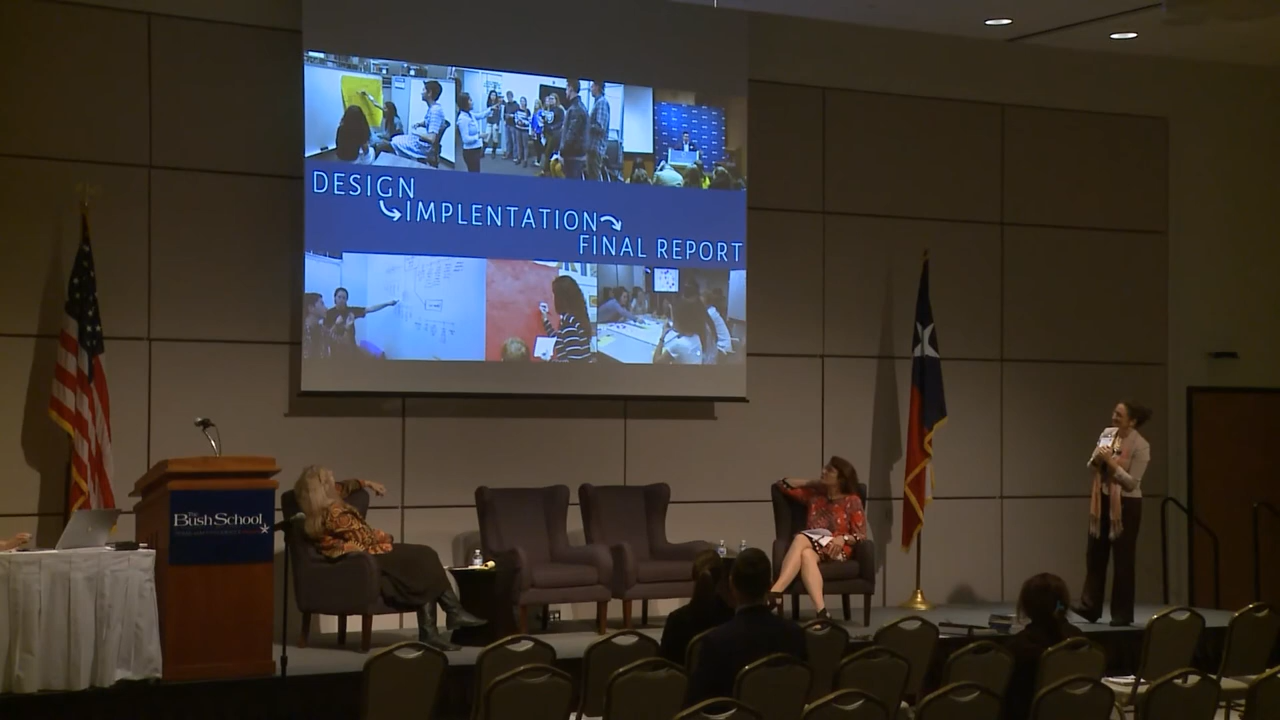 DESIGN
IMPLENTATION
FINAL REPORT
The
Bush School